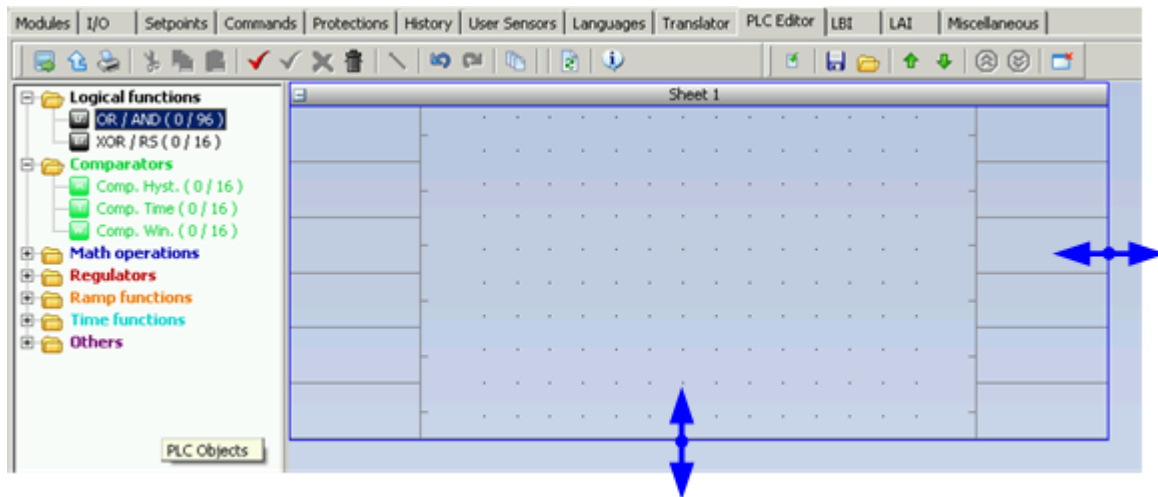 Modules I/O Setpoints Commands Protections History User Sensors Languages Translator PLC Editor LBI LAI Miscellaneous
Sheet 1
Logical functions
OR / AND ( 0 / 96 )
XOR / RS ( 0 / 16 )
Comparators
Comp. Hyst. ( 0 / 16 )
Comp. Time ( 0 / 16 )
Comp. Win. ( 0 / 16 )
Math operations
Regulators
Ramp functions
Time functions
Others
PLC Objects